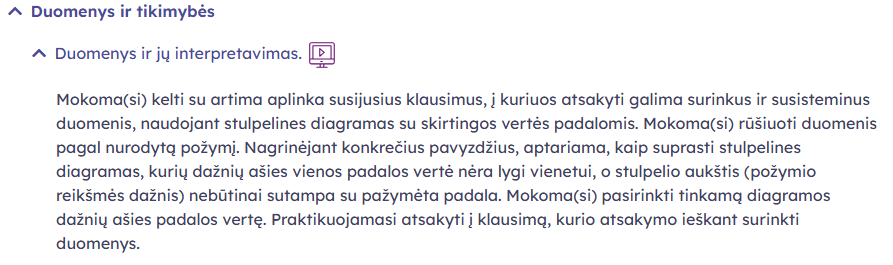 Duomenys ir tikimybės
Duomenys ir jų interpretavimas.
Mokoma(si) kelti su artima aplinka susijusius klausimus, į kuriuos atsakyti galima surinkus ir susisteminus
duomenis, naudojant stulpelines diagramas su skirtingos vertės padalomis. Mokoma(si) rūšiuoti duomenis
pagal nurodytą požymį. Nagrinėjant konkrečius pavyzdžius, aptariama, kaip suprasti stulpelines
diagramas, kurių dažnių ašies vienos padalos vertė nėra lygi vienetui, o stulpelio aukštis (požymio
reikšmės dažnis) nebūtinai sutampa su pažymėta padala. Mokoma(si) pasirinkti tinkamą diagramos
dažnių ašies padalos vertę. Praktikuojamasi atsakyti į klausimą, kurio atsakymo ieškant surinkti
duomenys.